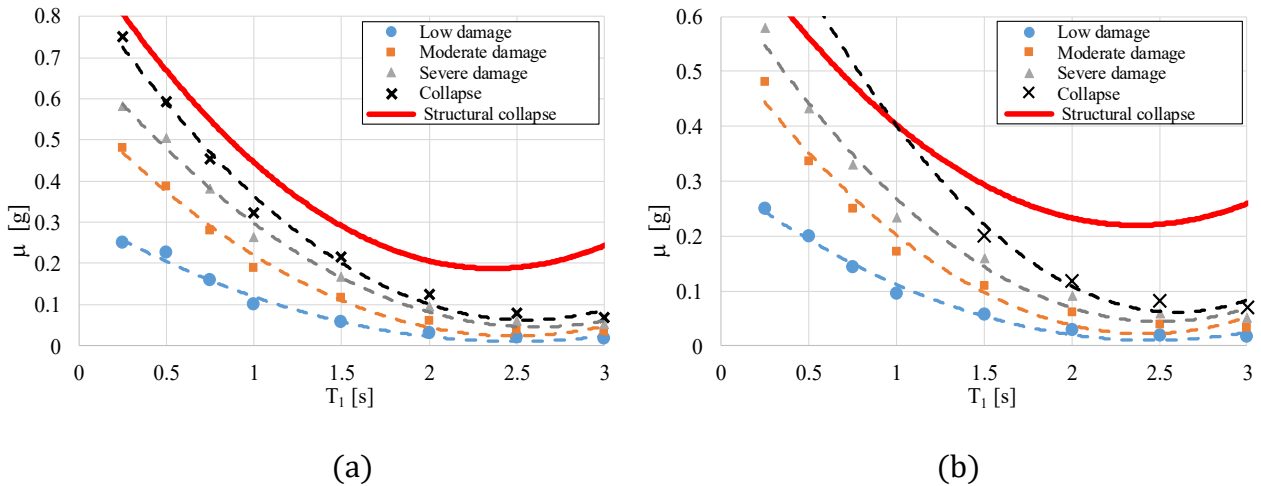 0.8
0.7
0.6
0.5
0.4
0.3
0.2
0.1
0
μ [g]
0 0.5 1 1.5 2 2.5 3
T1 [s]
Low damage
Moderate damage
Severe damage
Collapse
Structural collapse
(a)
0.6
0.5
0.4
0.3
0.2
0.1
0
μ [g]
0 0.5 1 1.5 2 2.5 3
T1 [s]
Low damage
Moderate damage
Severe damage
Collapse
Structural collapse
(b)